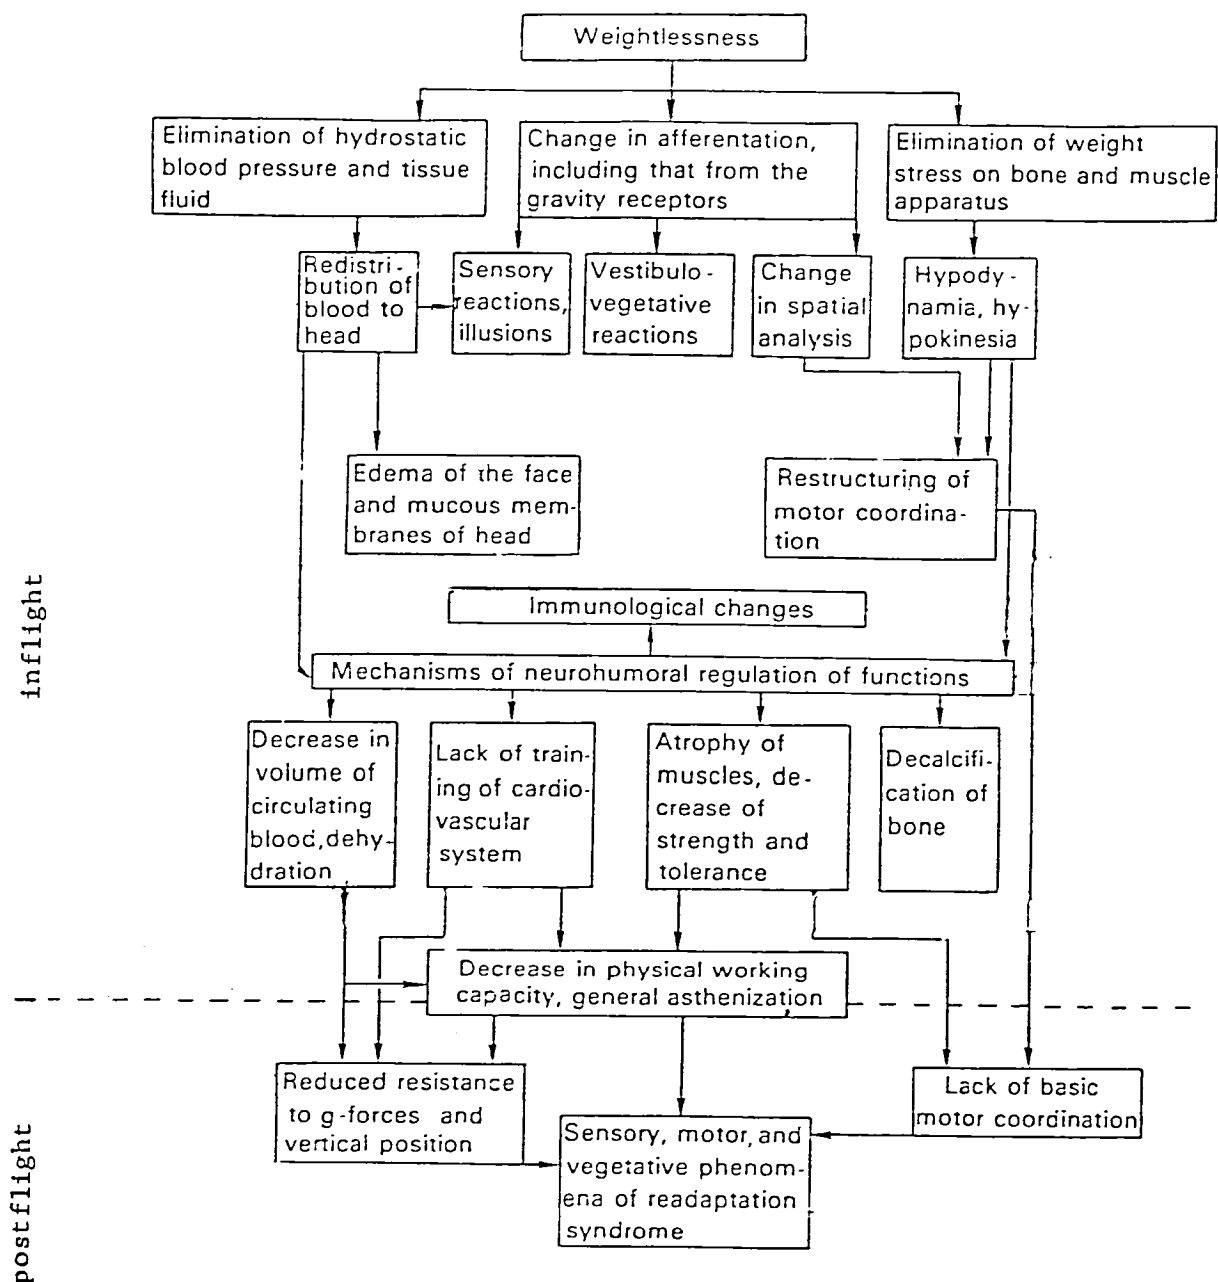 Weightlessness
Elimination of hydrostatic
blood pressure and tissue
fluid
Change in afferentation,
including that from the
gravity receptors
Elimination of weight
stress on bone and muscle
apparatus
Redistri-
bution of
blood to
head
Sensory
reactions,
illusions
Vestibulo-
vegetative
reactions
Change
in spatial
analysis
Hypody-
namia, hy-
pokinesia
Edema of the face
and mucous mem-
branes of head
Restructuring of
motor coordina-
tion
inflight
Immunological changes
Mechanisms of neurohumoral regulation of functions
Decrease in
volume of
circulating
blood, dehy-
dration
Lack of train-
ing of cardio-
vascular
system
Atrophy of
muscles, de-
crease of
strength and
tolerance
Decalcifi-
cation of
bone
Decrease in physical working
capacity, general asthenization
postflight
Reduced resistance
to g-forces and
vertical position
Sensory, motor, and
vegetative phenom-
ena of readaptation
syndrome
Lack of basic
motor coordination